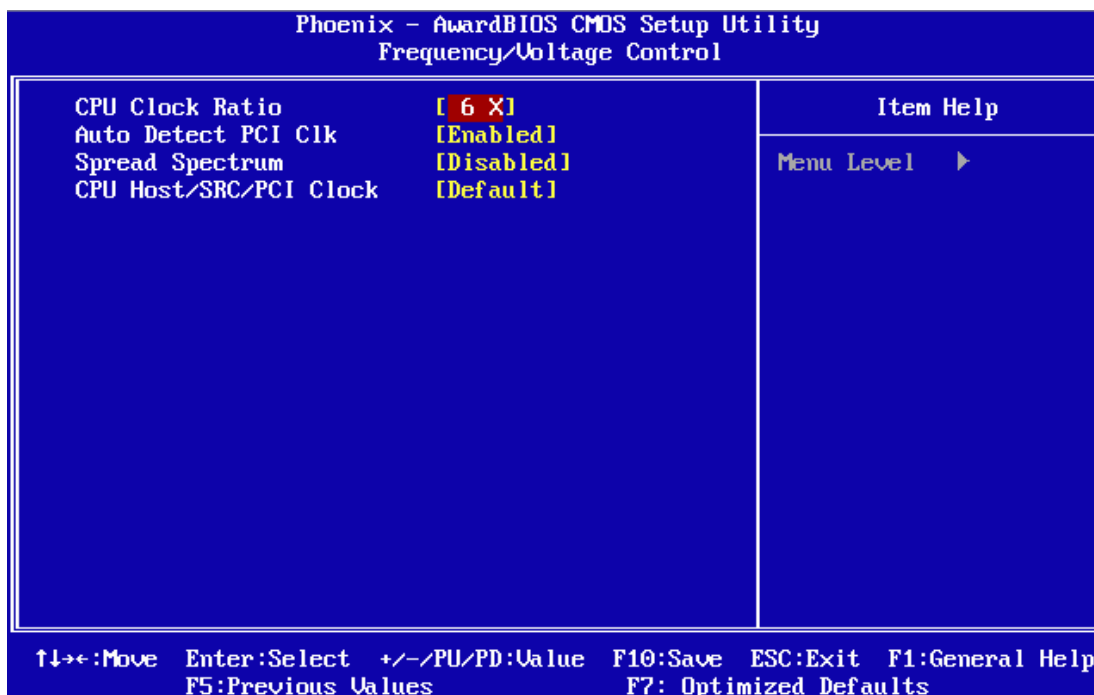 Phoenix - AwardBIOS CMOS Setup Utility
Frequency/Voltage Control
CPU Clock Ratio [ 6 X]
Auto Detect PCI Clk [Enabled]
Spread Spectrum [Disabled]
CPU Host/SRC/PCI Clock [Default]
Item Help
Menu Level ▶
↑↓→←:Move Enter:Select +/-/PU/PD:Value F10:Save ESC:Exit F1:General Help
F5:Previous Values F7: Optimized Defaults